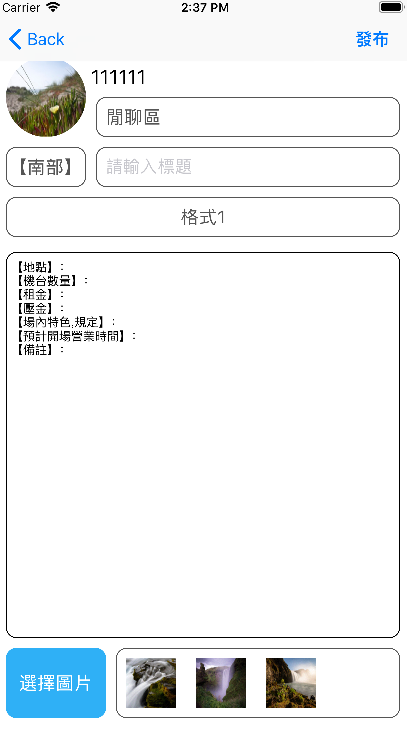 Carrier 2:37 PM
Back 發布
111111
閒聊區
【南部】 請輸入標題
格式1
【地點】：
【機台數量】：
【租金】：
【壓金】：
【場內特色,規定】：
【預計開場營業時間】：
【備註】：
選擇圖片